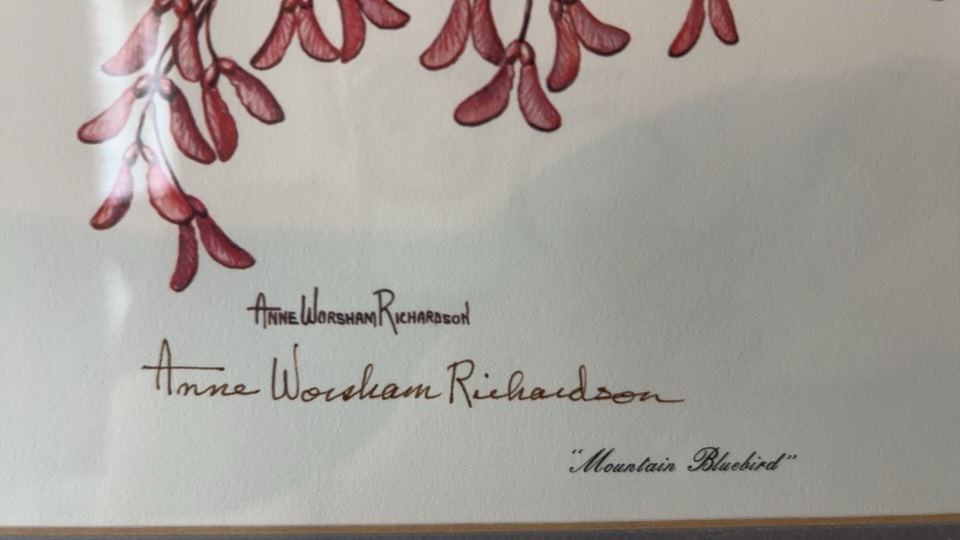 ANNE WORSHAM RICHARDSON
Anne Worsham Richardson
"Mountain Bluebird"